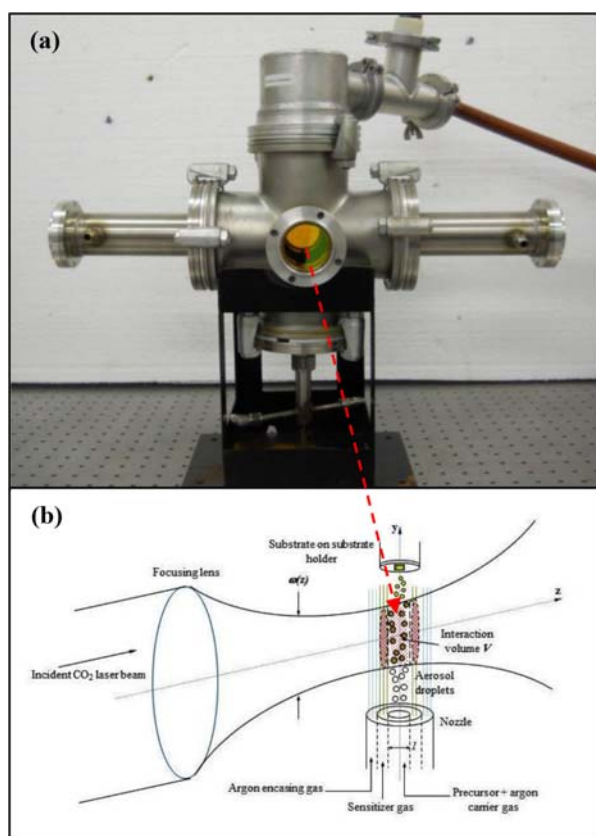 (a)
(b)
y
Substrate on substrate
holder
Focusing lens
ω(z)
z
Interaction
volume V
Incident CO₂ laser beam
Aerosol
droplets
Nozzle
l
Argon encasing gas
Sensitizer gas
Precursor + argon
carrier gas